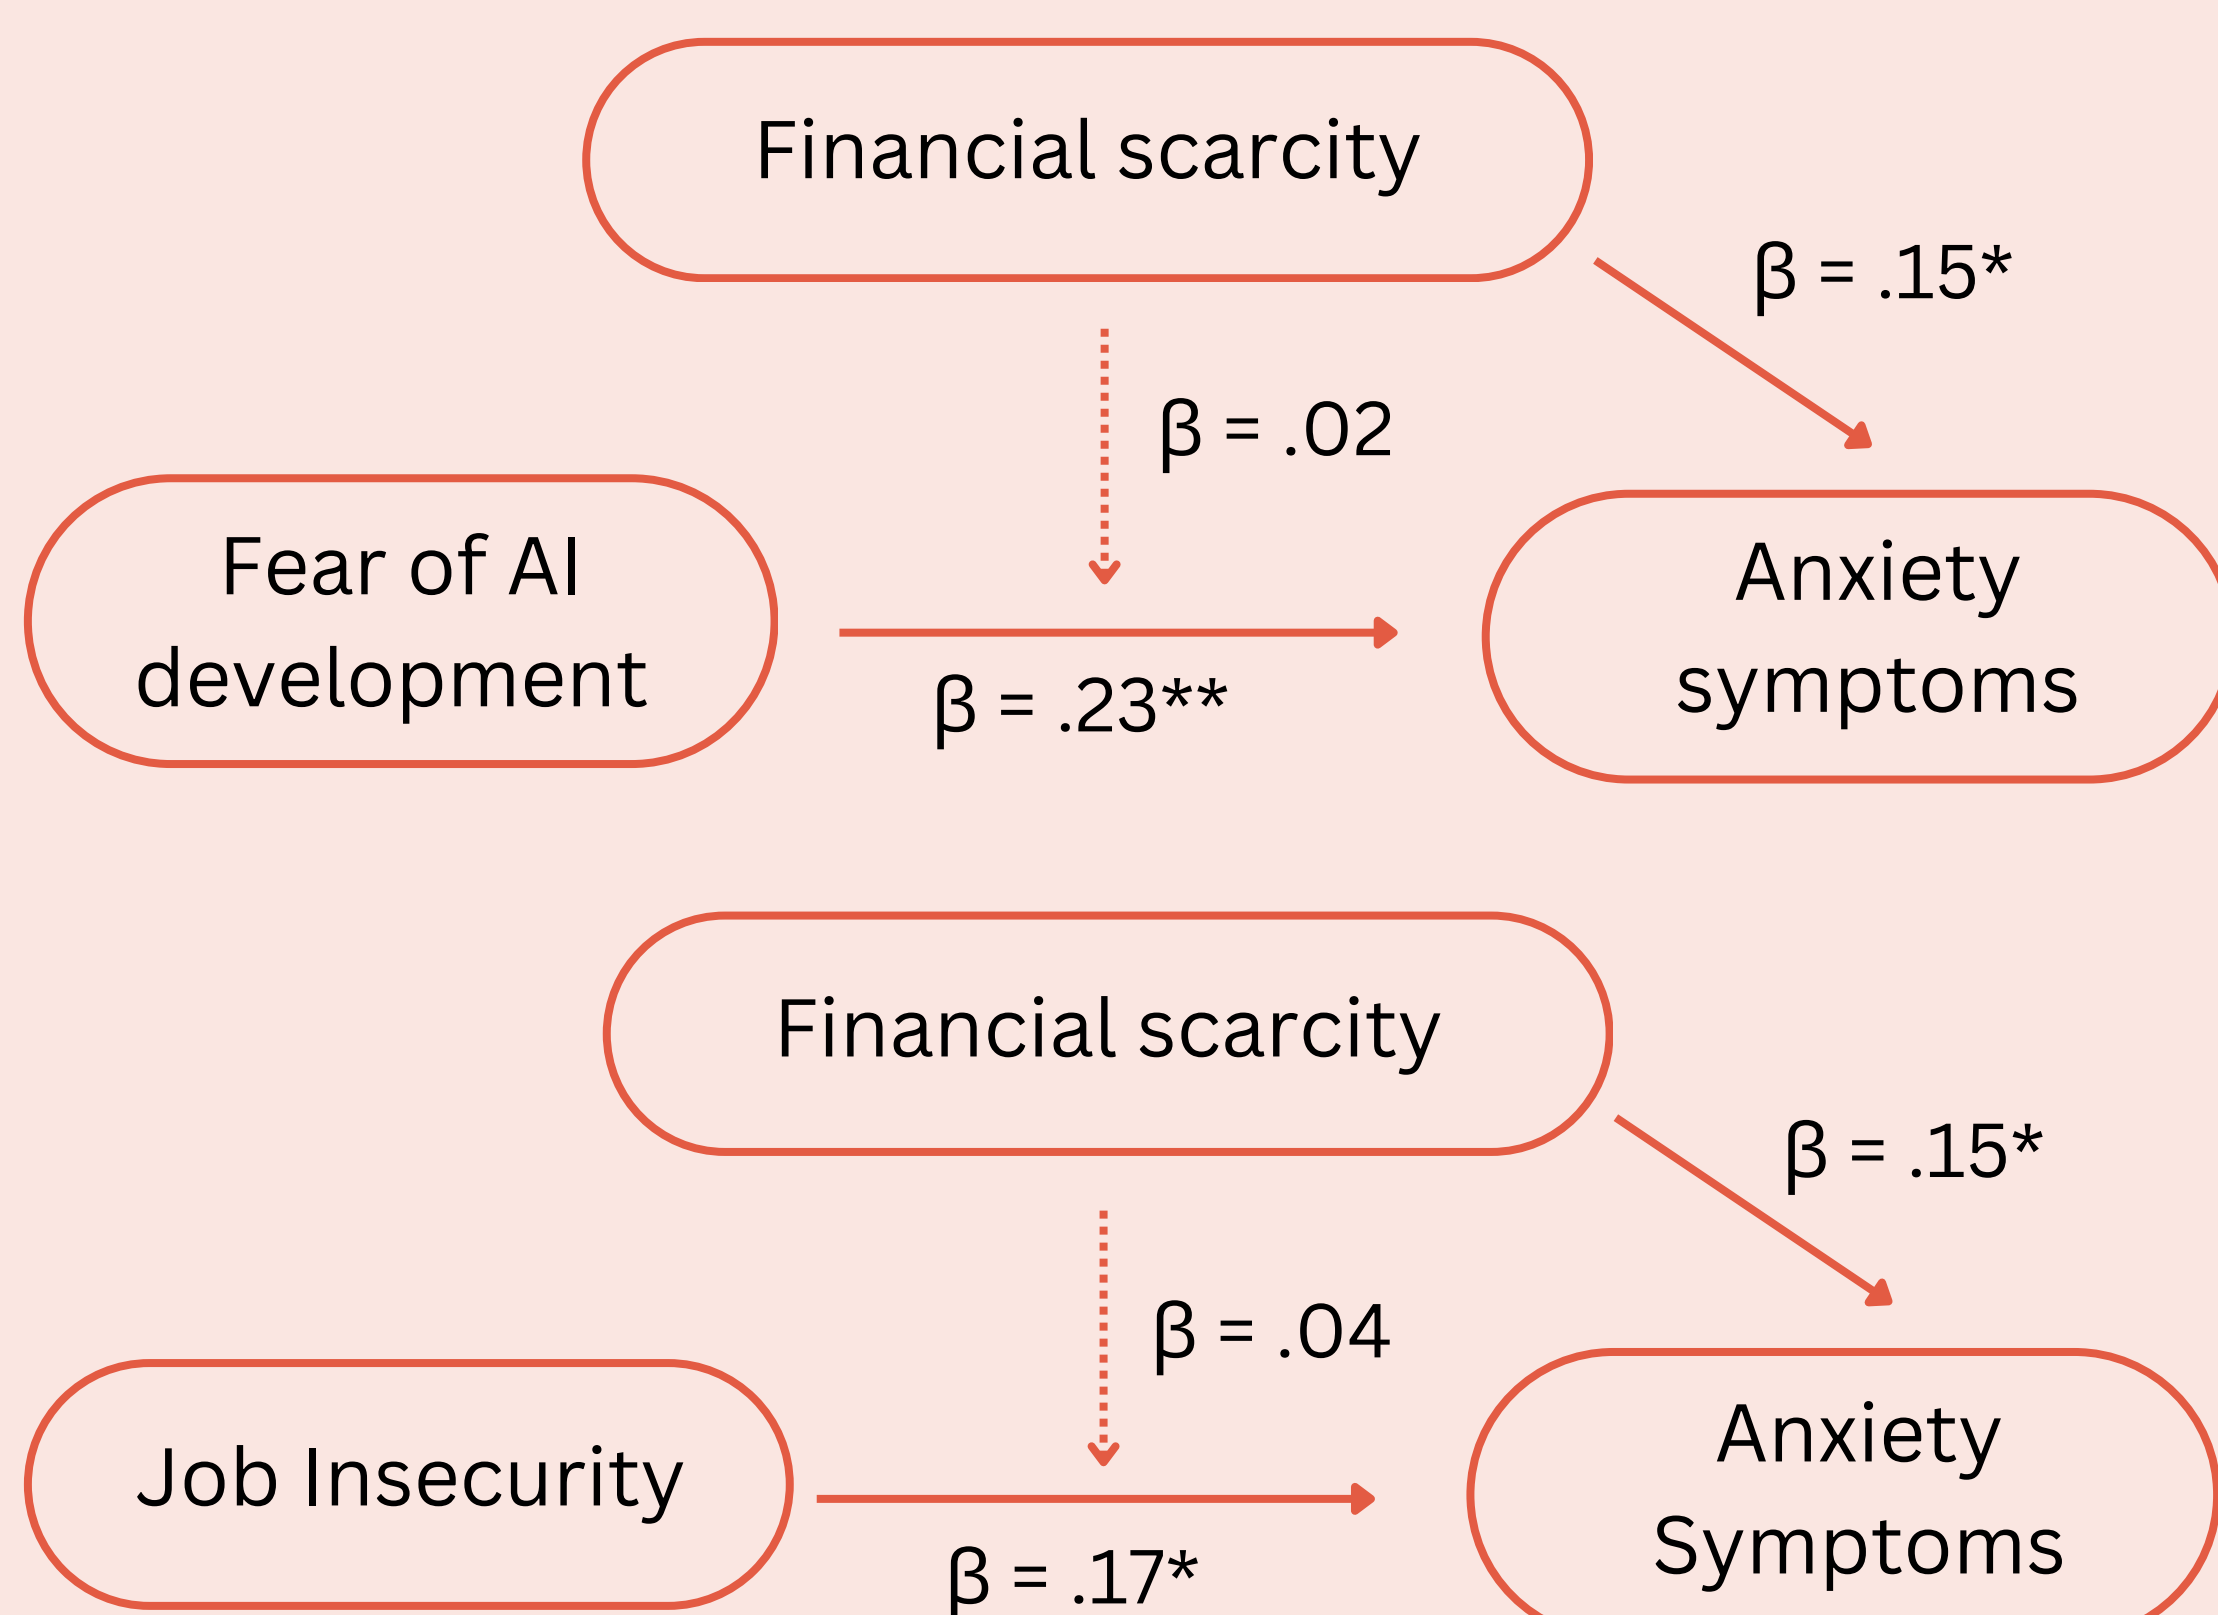 Financial scarcity
β = .15*
β = .02
Fear of AI
development
Anxiety
symptoms
β = .23**
Financial scarcity
β = .15*
β = .04
Job Insecurity
Anxiety
Symptoms
β = .17*